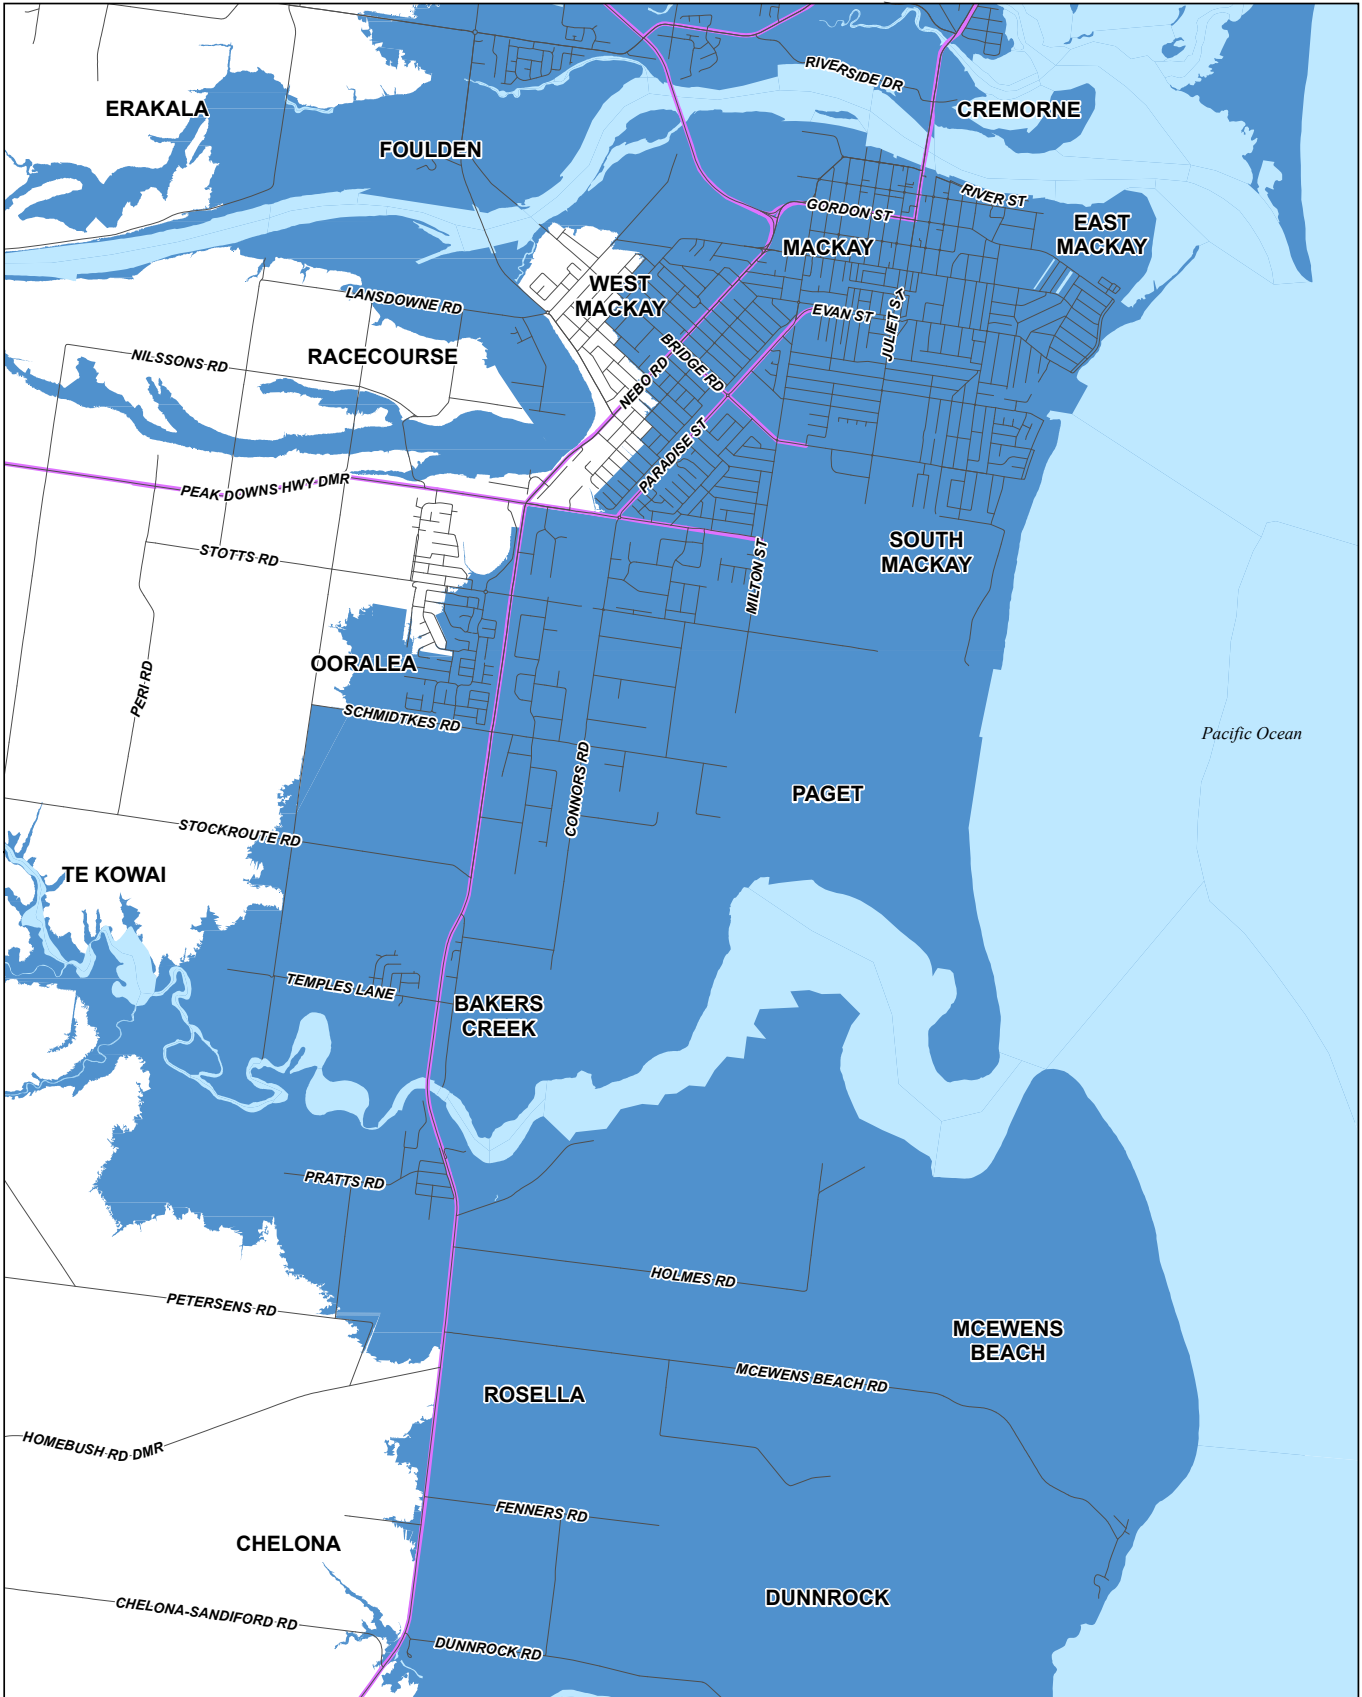 RIVERSIDE DR
ERAKALA
CREMORNE
FOULDEN
RIVER ST
GORDON ST
EAST
MACKAY
MACKAY
WEST
MACKAY
LANSDOWNE RD
EVAN ST
JULIET ST
NILSSONS RD
RACECOURSE
BRIDGE RD
NEBO RD
PARADISE ST
PEAK DOWNS HWY DMR
STOTTS RD
SOUTH
MACKAY
MILTON ST
OORALEA
PERI RD
SCHMIDTKES RD
Pacific Ocean
CONNORS RD
PAGET
STOCKROUTE RD
TE KOWAI
TEMPLES LANE
BAKERS
CREEK
PRATTS RD
HOLMES RD
PETERSENS RD
MCEWENS
BEACH
MCEWENS BEACH RD
ROSELLA
HOMEBUSH RD DMR
FENNERS RD
CHELONA
DUNNROCK
CHELONA-SANDIFORD RD
DUNNROCK RD